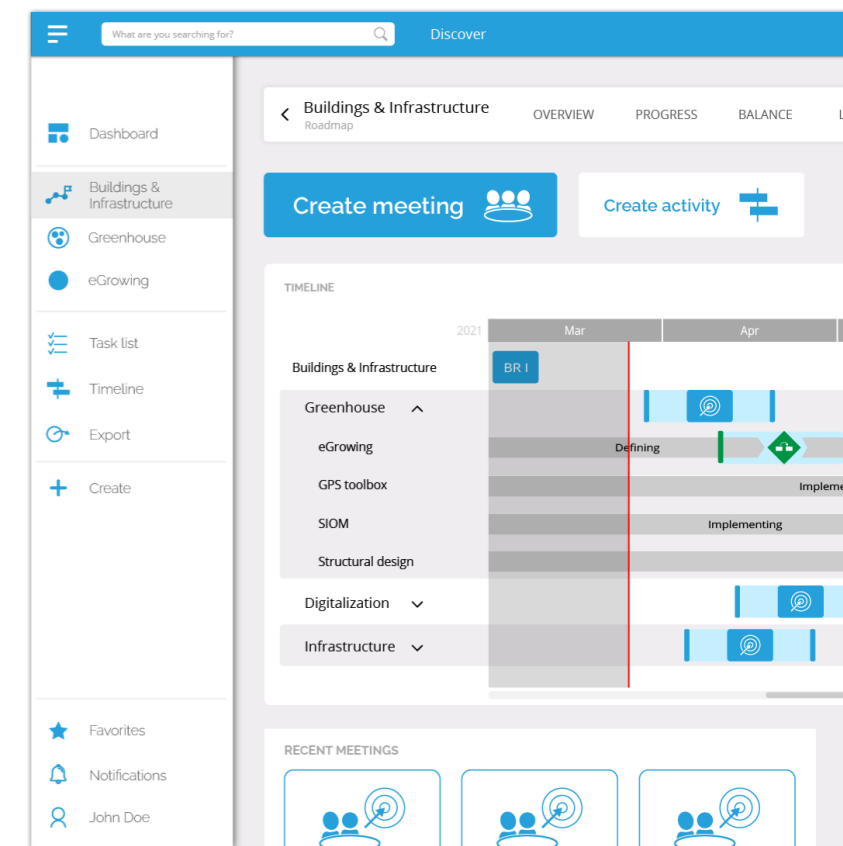 What are you searching for?
Discover
Dashboard
Buildings &
Infrastructure
Greenhouse
eGrowing
Task list
Timeline
Export
Create
Favorites
Notifications
John Doe
Buildings & Infrastructure
Roadmap
OVERVIEW
PROGRESS
BALANCE
Create meeting
Create activity
TIMELINE
2021
Mar
Apr
Buildings & Infrastructure
BR I
Greenhouse
eGrowing
Defining
GPS toolbox
Impleme
SIOM
Implementing
Structural design
Digitalization
Infrastructure
RECENT MEETINGS